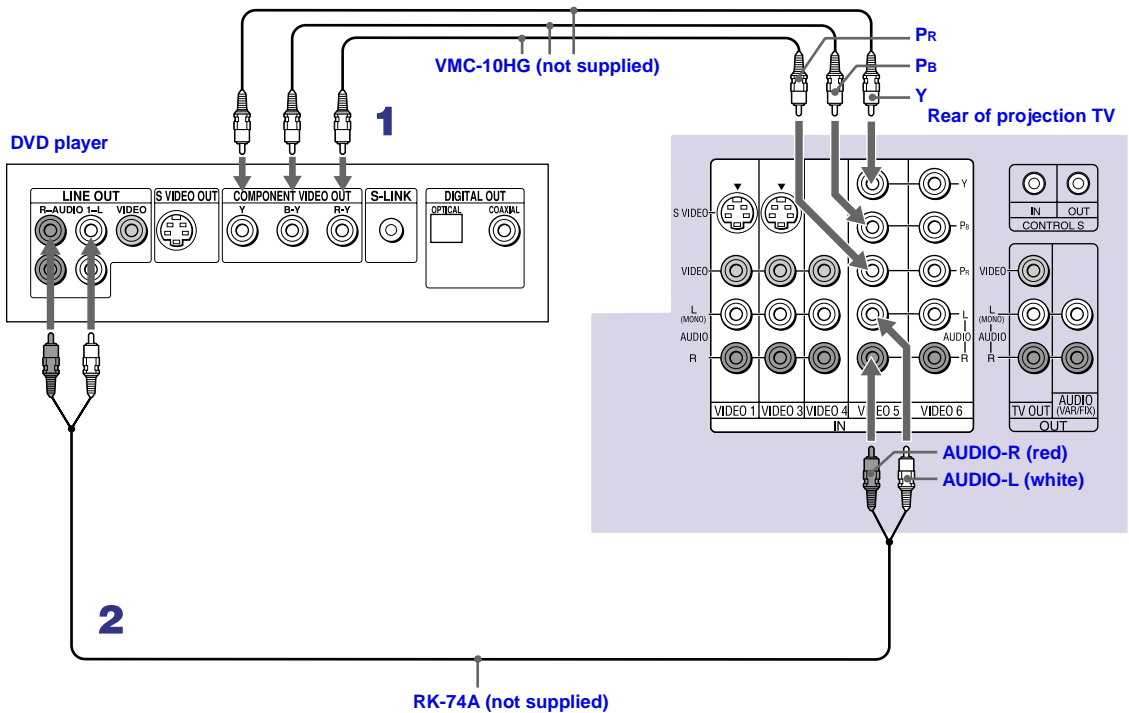 PR
VMC-10HG (not supplied)
PB
Y
1
Rear of projection TV
DVD player
LINE OUT
S VIDEO OUT
COMPONENT VIDEO OUT
S-LINK
DIGITAL OUT
R–AUDIO 1–L
VIDEO
Y
B-Y
R-Y
OPTICAL
COAXIAL
S VIDEO
Y
PB
PR
IN
OUT
CONTROL S
VIDEO
VIDEO
L
(MONO)
AUDIO
R
L
AUDIO
R
L
(MONO)
AUDIO
R
VIDEO 1
VIDEO 3
VIDEO 4
V EO 5
VIDEO 6
IN
TV OUT
AUDIO
(VAR/FIX)
OUT
AUDIO-R (red)
AUDIO-L (white)
2
RK-74A (not supplied)